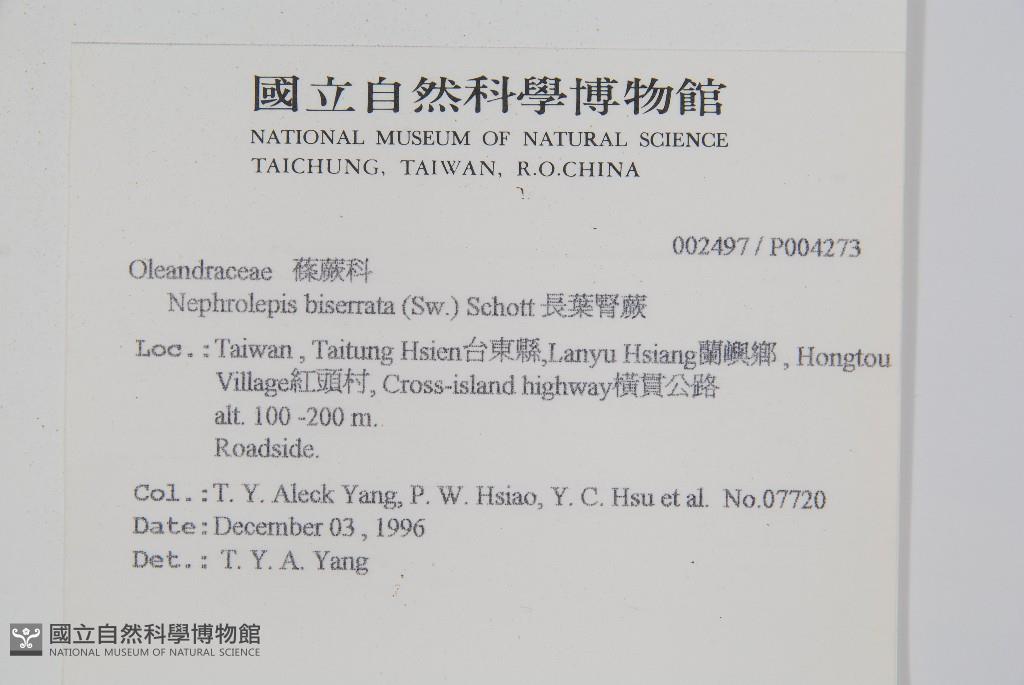 國立自然科學博物館
NATIONAL MUSEUM OF NATURAL SCIENCE
TAICHUNG, TAIWAN, R.O.CHINA
002497 / P004273
Oleandraceae 蓧蕨科
Nephrolepis biserrata (Sw.) Schott 長葉腎蕨
Loc.: Taiwan , Taitung Hsien台東縣,Lanyu Hsiang蘭嶼鄉 , Hongtou
Village紅頭村, Cross-island highway橫貫公路
alt. 100 -200 m.
Roadside.
Col.: T. Y. Aleck Yang, P. W. Hsiao, Y. C. Hsu et al. No.07720
Date: December 03 , 1996
Det.: T. Y. A. Yang
國立自然科學博物館
NATIONAL MUSEUM OF NATURAL SCIENCE